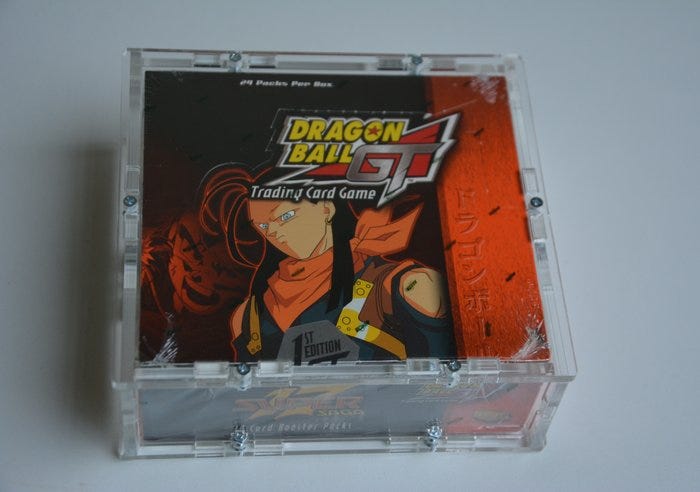 24 Packs Per Box
DRAGON
BALL GT
Trading Card Game
ドラゴンボー
1ST
EDITION
17
SUPER
SAGA
Card Booster Packs